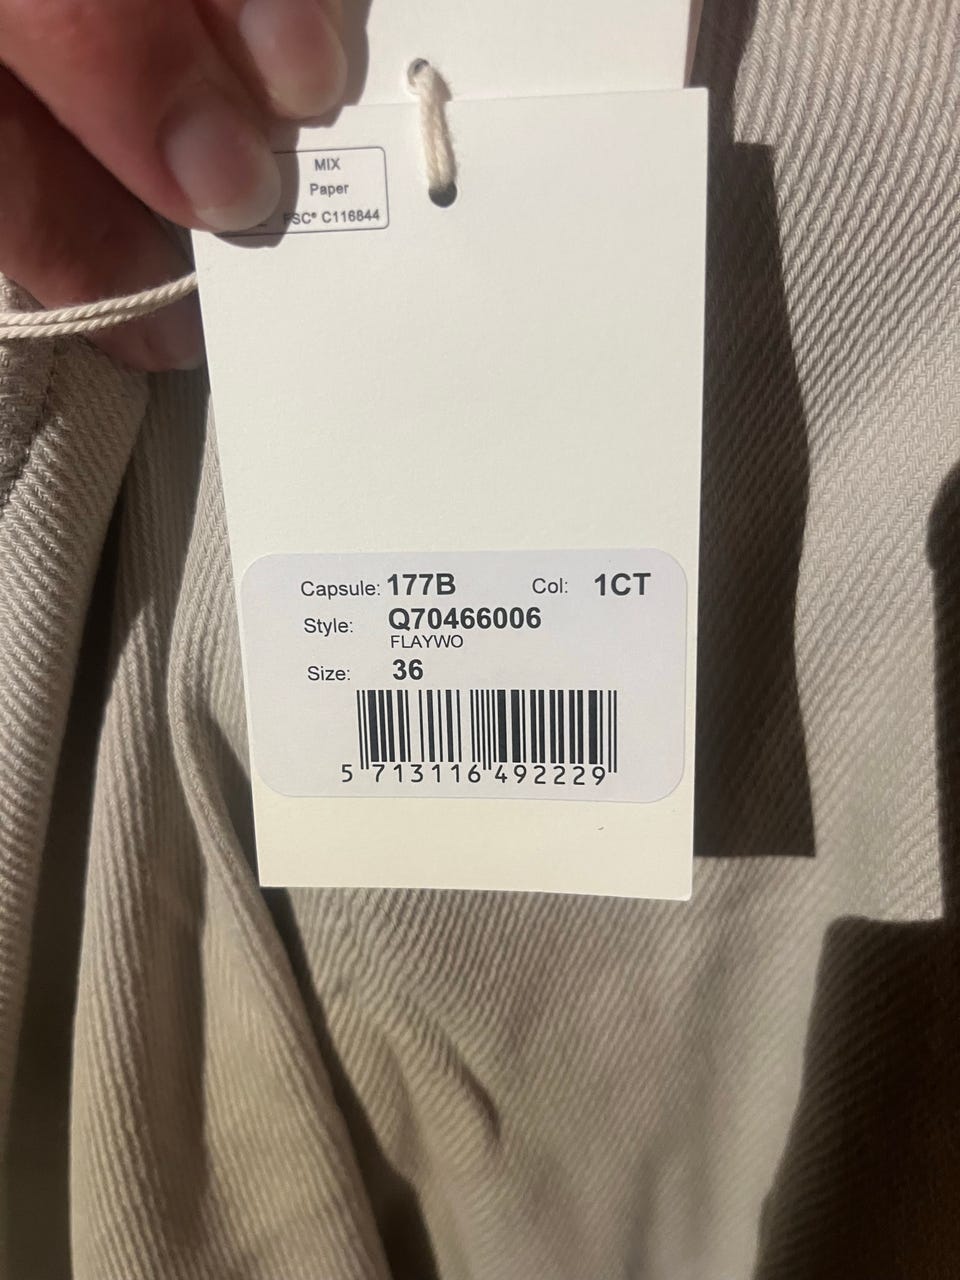 MIX
Paper
FSC® C116844
Capsule: 177B Col: 1CT
Style: Q70466006
FLAYWO
Size: 36
5 713116 492229